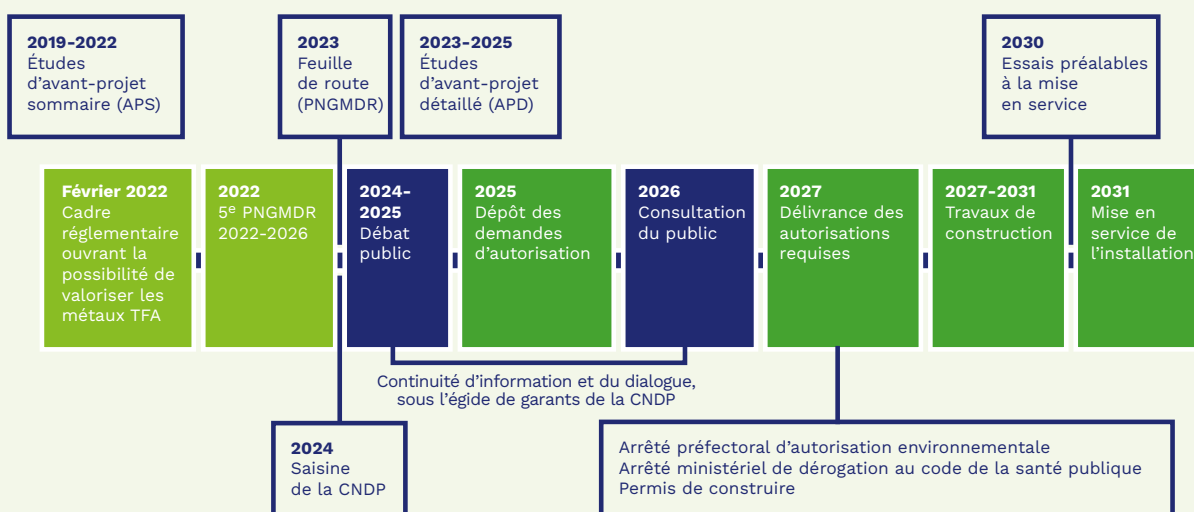 2019-2022
Études
d'avant-projet
sommaire (APS)
2023
Feuille
de route
(PNGMDR)
2023-2025
Études
d'avant-projet
détaillé (APD)
2030
Essais préalables
à la mise
en service
Février 2022
Cadre
réglementaire
ouvrant la
possibilité de
valoriser les
métaux TFA
2022
5e PNGMDR
2022-2026
2024-
2025
Débat
public
2025
Dépôt des
demandes
d'autorisation
2026
Consultation
du public
2027
Délivrance des
autorisations
requises
2027-2031
Travaux de
construction
2031
Mise en
service de
l'installation
Continuité d'information et du dialogue,
sous l'égide de garants de la CNDP
2024
Saisine
de la CNDP
Arrêté préfectoral d'autorisation environnementale
Arrêté ministériel de dérogation au code de la santé publique
Permis de construire